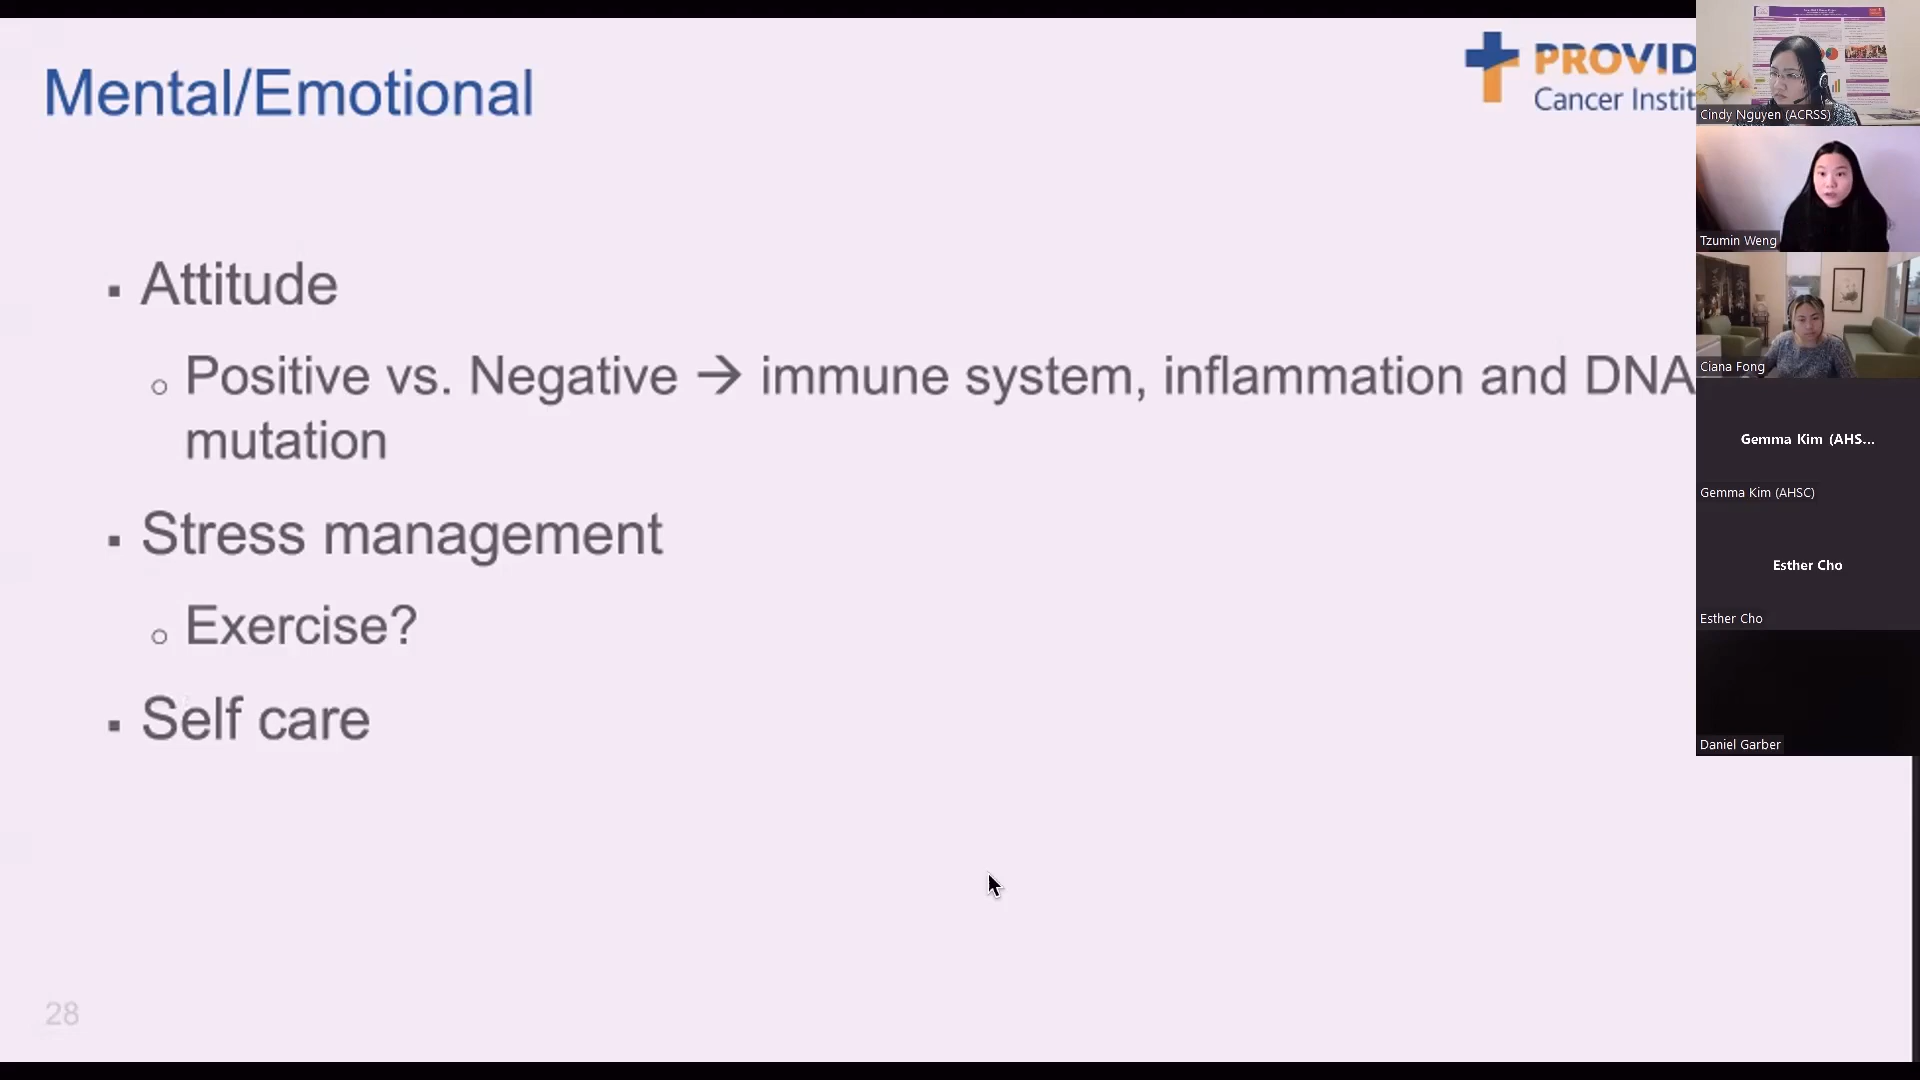 Mental/Emotional
PROVID
Cancer Instit
▪ Attitude
○ Positive vs. Negative → immune system, inflammation and DNA
mutation
▪ Stress management
○ Exercise?
▪ Self care
28
Cindy Nguyen (ACRSS)
Tzumin Weng
Ciana Fong
Gemma Kim (AHS...
Gemma Kim (AHSC)
Esther Cho
Esther Cho
Daniel Garber